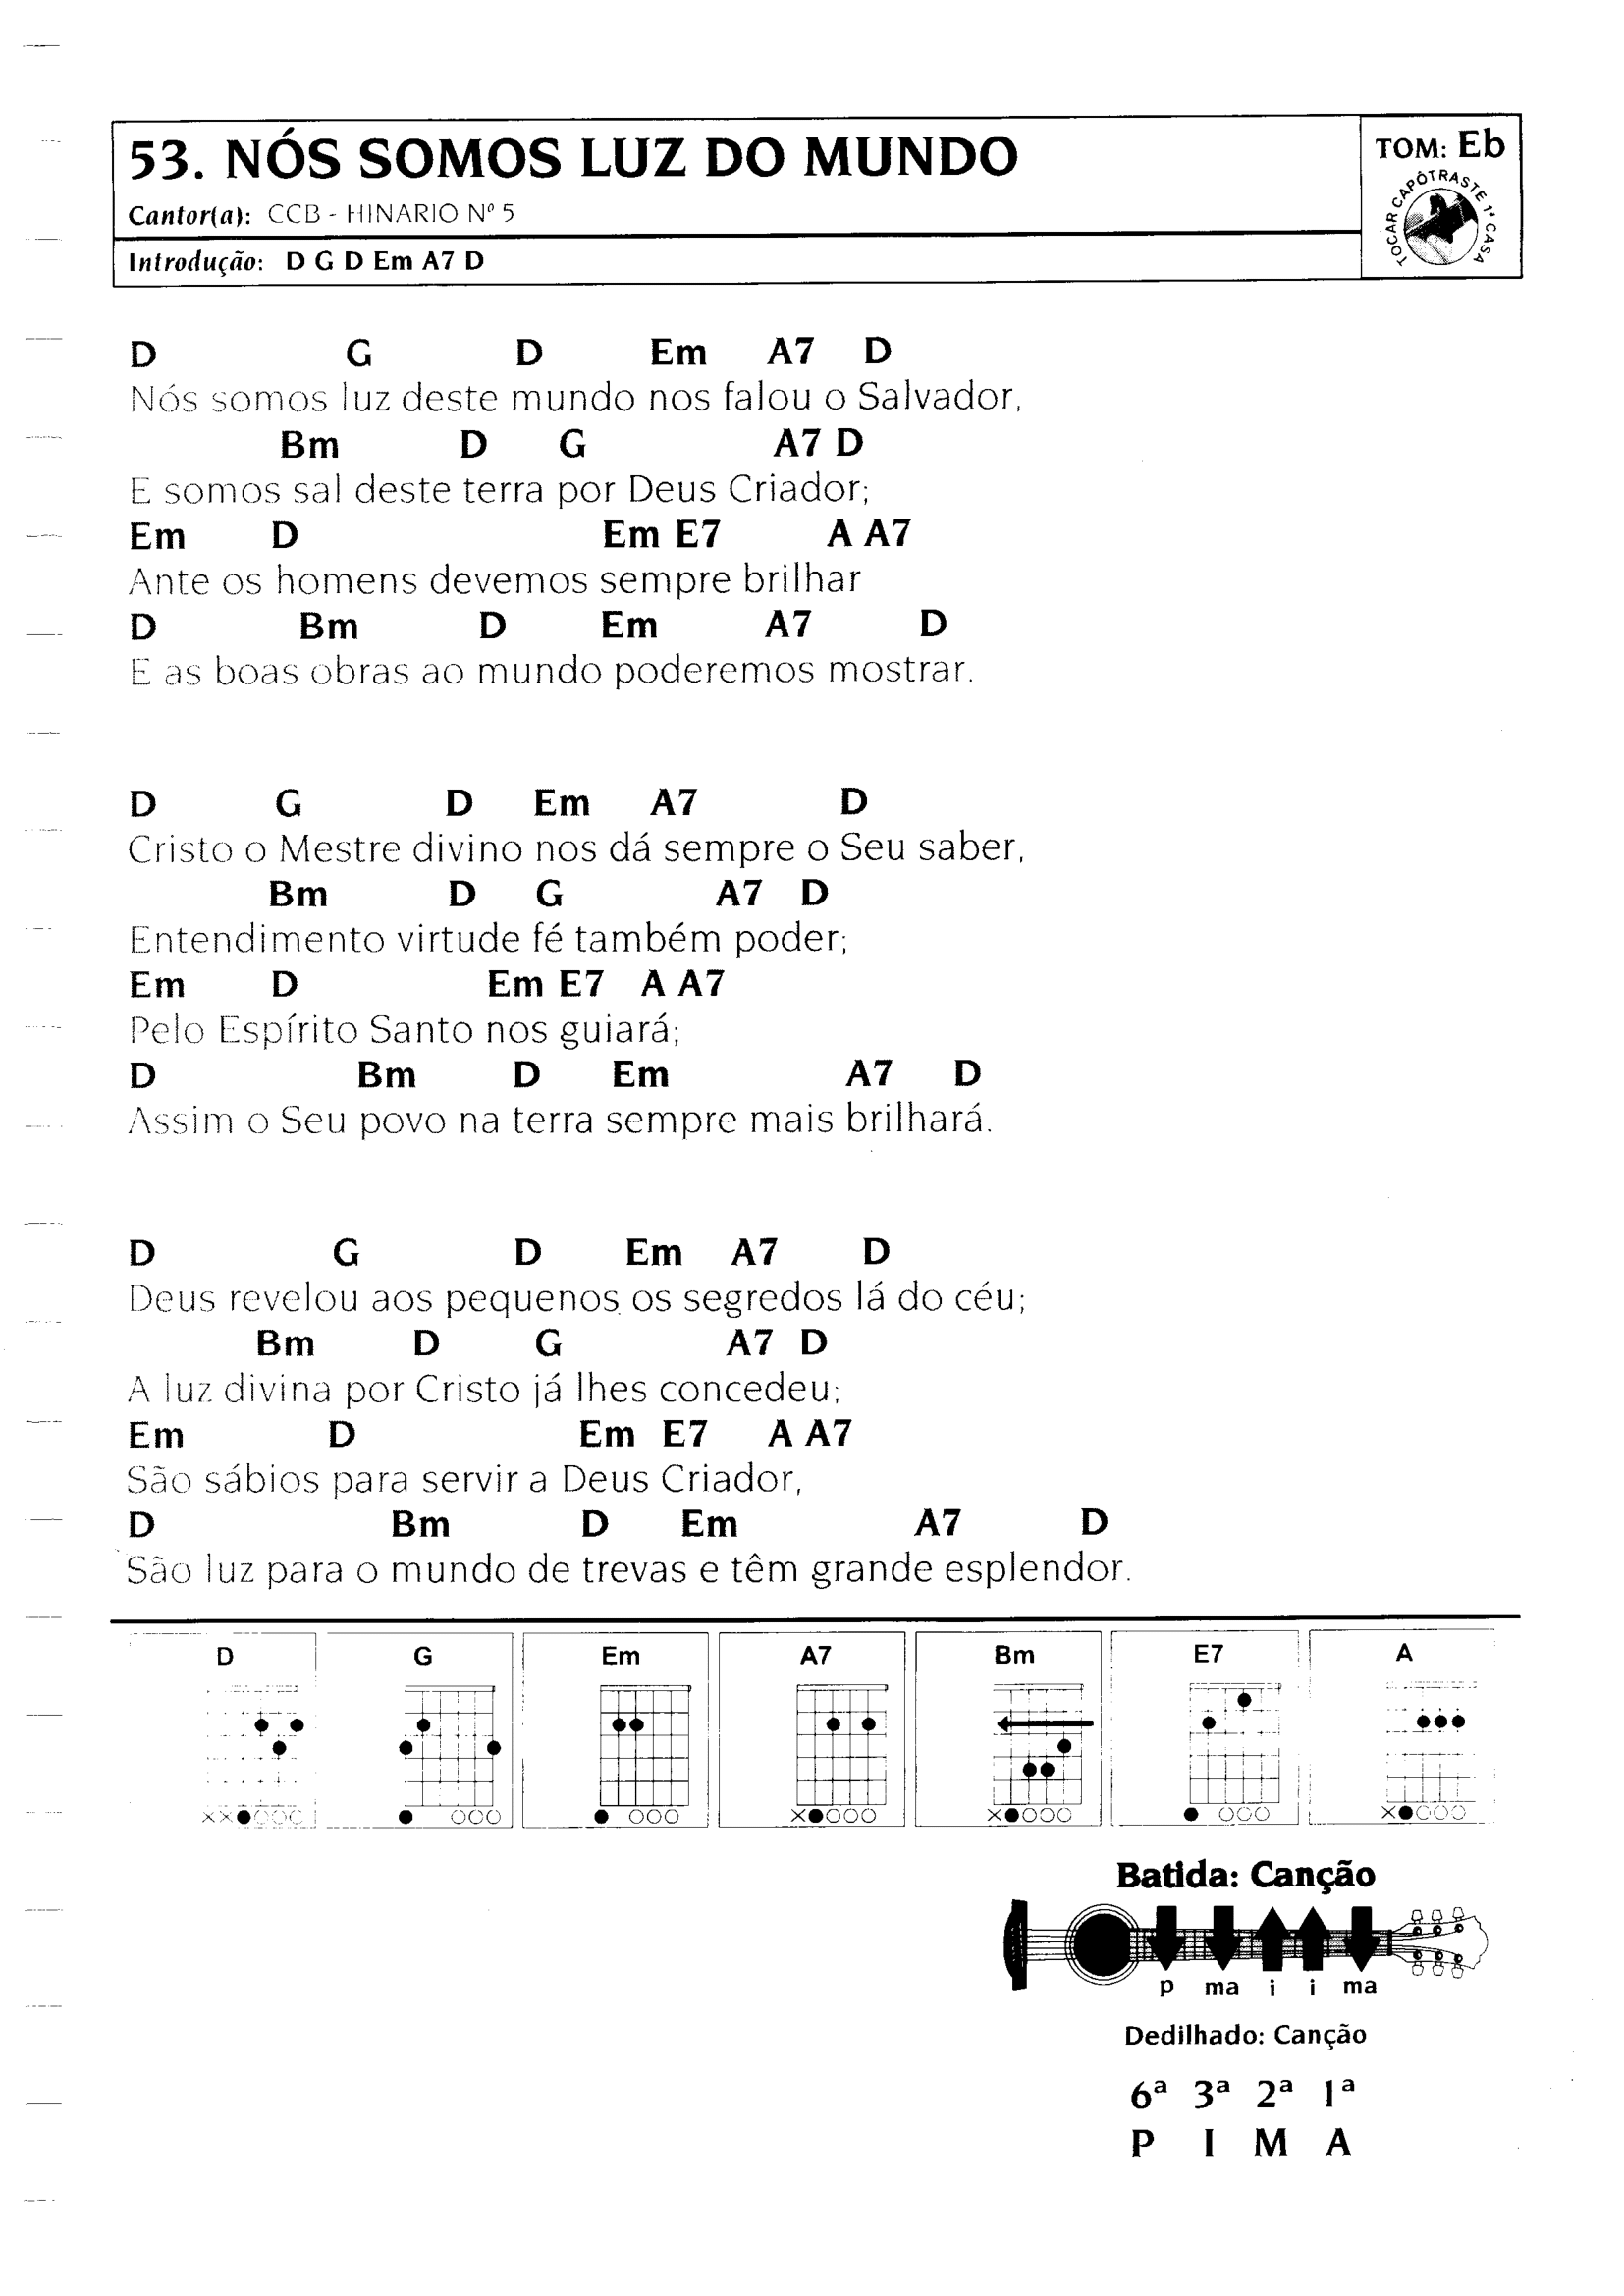 53. NÓS SOMOS LUZ DO MUNDO
Cantor(a): CCB - HINARIO Nº 5
Introdução: D G D Em A7 D
TOM: Eb
TOCAR CAPÔTRASTE 1ª CASA
D G D Em A7 D
Nós somos luz deste mundo nos falou o Salvador,
Bm D G A7 D
E somos sal deste terra por Deus Criador;
Em D Em E7 A A7
Ante os homens devemos sempre brilhar
D Bm D Em A7 D
E as boas obras ao mundo poderemos mostrar.
D G D Em A7 D
Cristo o Mestre divino nos dá sempre o Seu saber,
Bm D G A7 D
Entendimento virtude fé também poder;
Em D Em E7 A A7
Pelo Espírito Santo nos guiará;
D Bm D Em A7 D
Assim o Seu povo na terra sempre mais brilhará.
D G D Em A7 D
Deus revelou aos pequenos os segredos lá do céu;
Bm D G A7 D
A luz divina por Cristo já lhes concedeu;
Em D Em E7 A A7
São sábios para servir a Deus Criador,
D Bm D Em A7 D
São luz para o mundo de trevas e têm grande esplendor.
D G Em A7 Bm E7 A
Batida: Canção
p ma i i ma
Dedilhado: Canção
6ª 3ª 2ª 1ª
P I M A